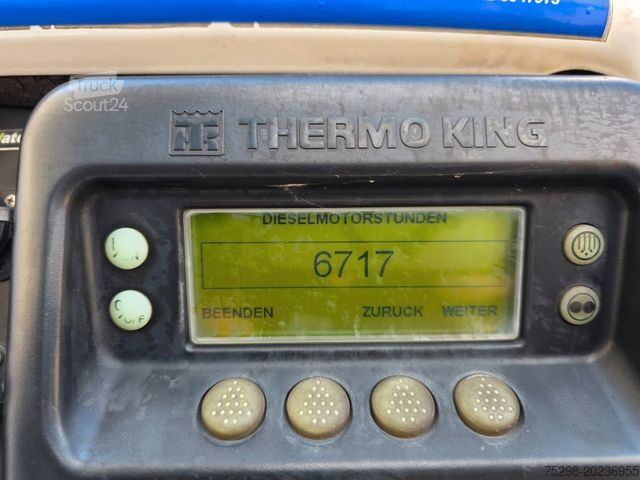 Truck
Scout24
THERMO KING
DIESELMOTORSTUNDEN
6717
BEENDEN ZURUCK WEITER
75298-20236955